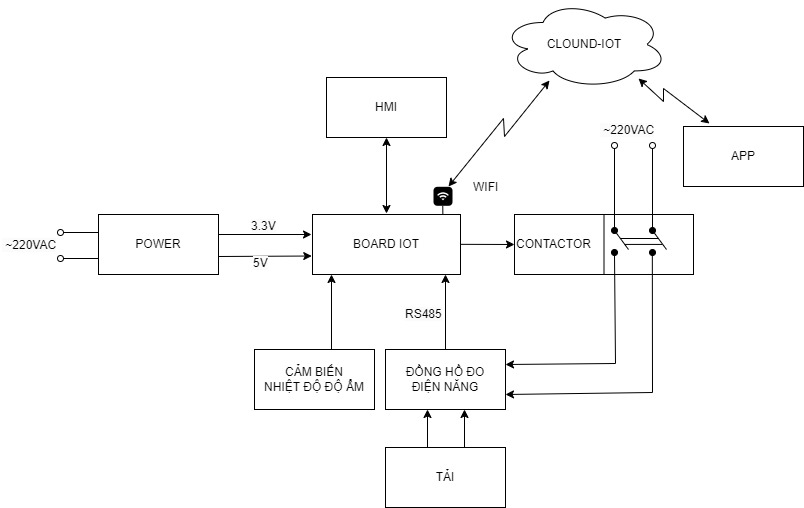 CLOUND-IOT
HMI
~220VAC
APP
WIFI
~220VAC
POWER
3.3V
5V
BOARD IOT
CONTACTOR
RS485
CẢM BIẾN
NHIỆT ĐỘ ĐỘ ẨM
ĐỒNG HỒ ĐO
ĐIỆN NĂNG
TẢI